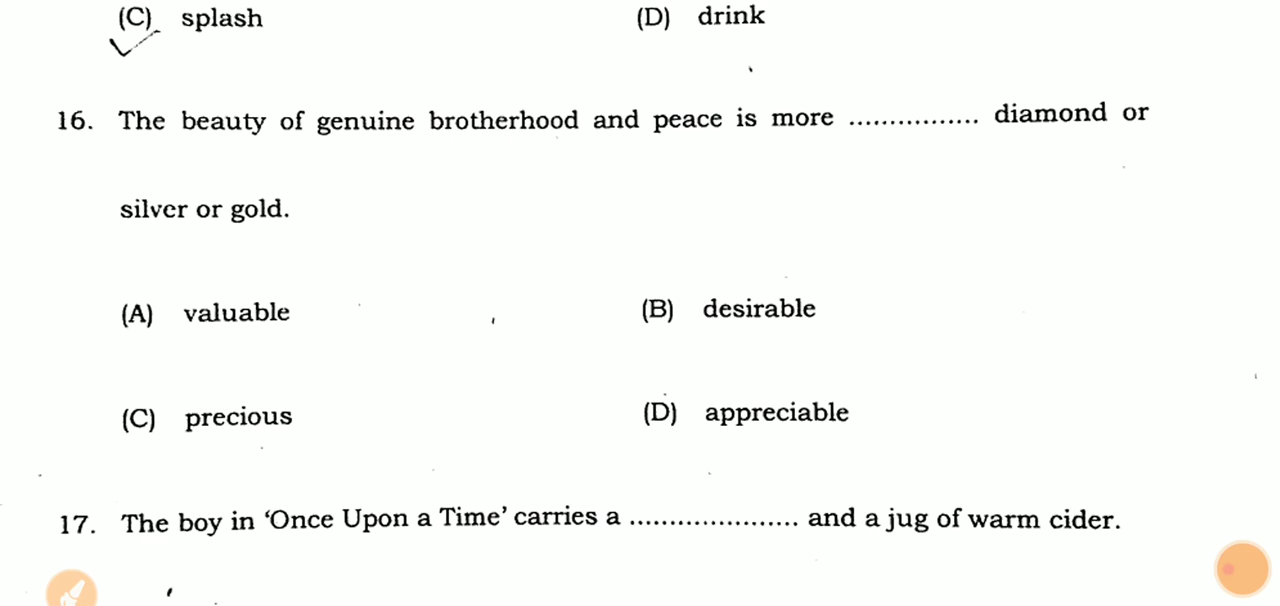 (C) splash (D) drink
16. The beauty of genuine brotherhood and peace is more ................ diamond or
silver or gold.
(A) valuable (B) desirable
(C) precious (D) appreciable
17. The boy in ‘Once Upon a Time’ carries a ..................... and a jug of warm cider.